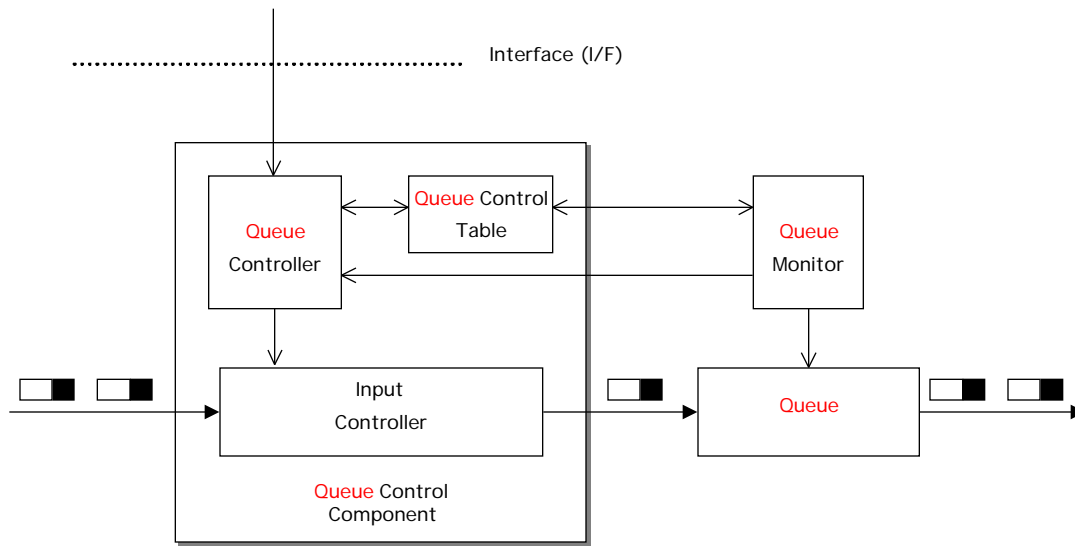 Interface (I/F)
Queue Control
Table
Queue
Controller
Queue
Monitor
Input
Controller
Queue
Queue Control
Component